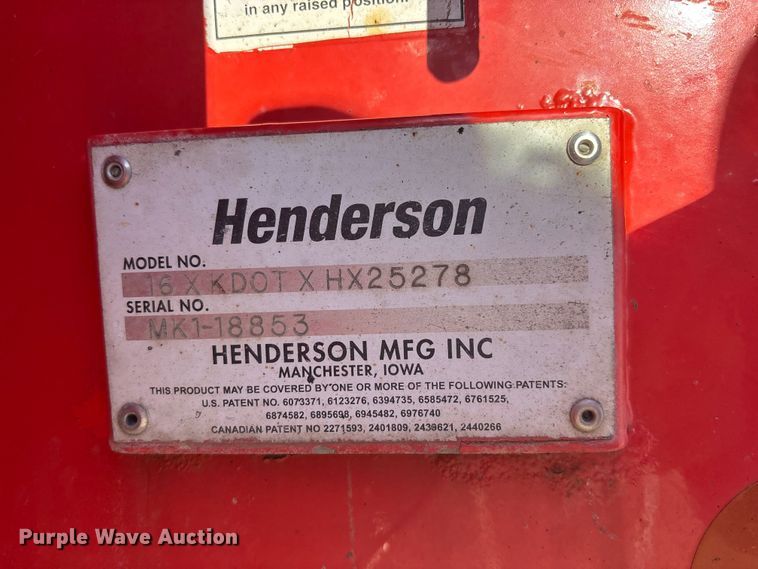 in any raised position.
Henderson
MODEL NO.
16 X KDOT X HX25278
SERIAL NO.
MK1-18853
HENDERSON MFG INC
MANCHESTER, IOWA
THIS PRODUCT MAY BE COVERED BY ONE OR MORE OF THE FOLLOWING PATENTS:
U.S. PATENT NO. 6073371, 6123276, 6394735, 6585472, 6761525,
6874582, 6895698, 6945482, 6976740
CANADIAN PATENT NO 2271593, 2401809, 2439621, 2440266
Purple Wave Auction